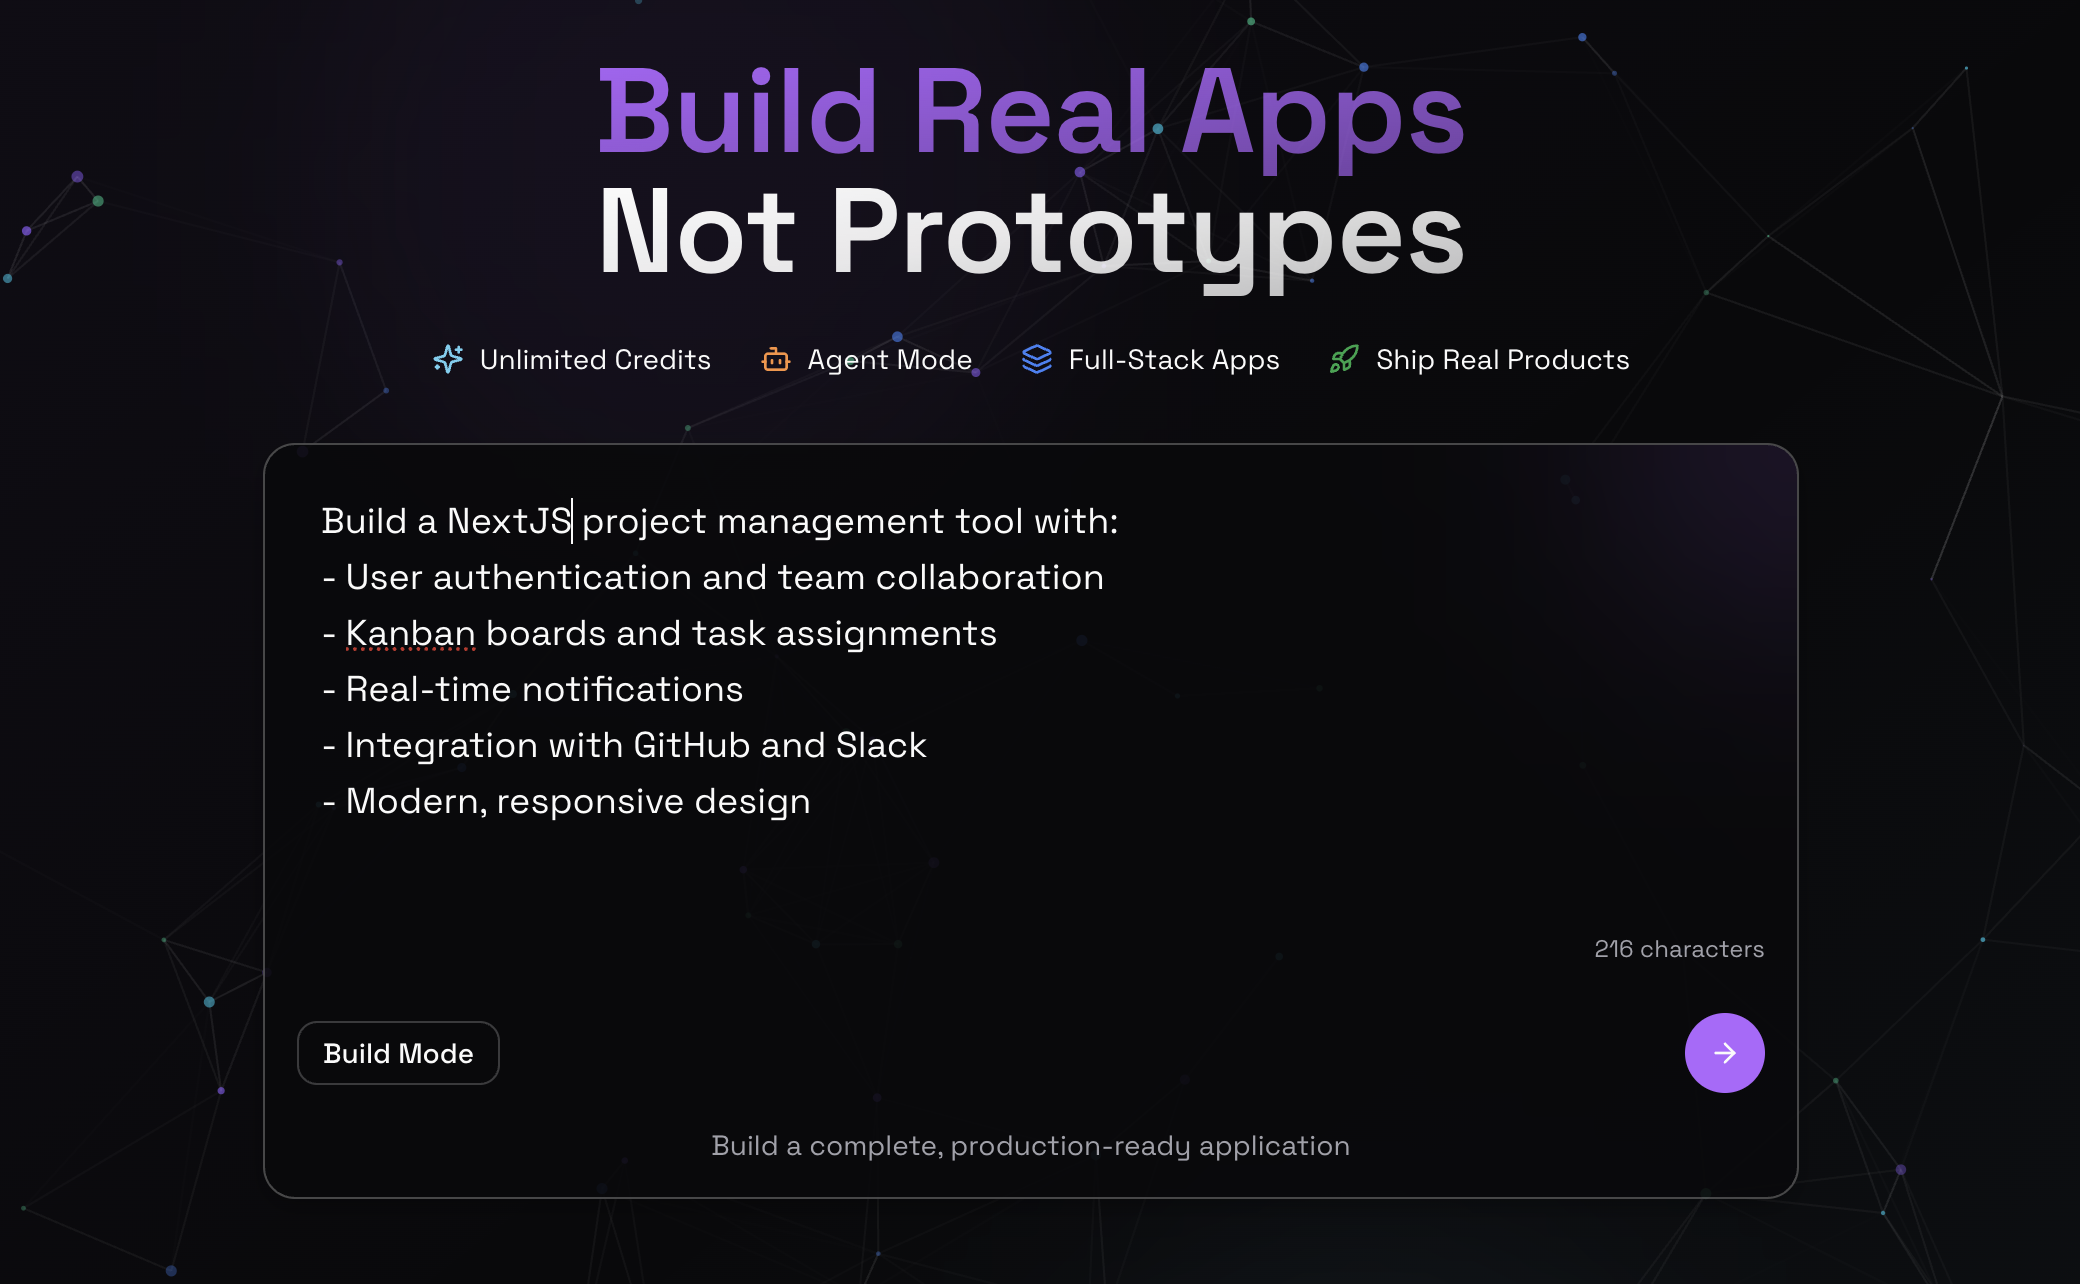 Build Real Apps
Not Prototypes
Unlimited Credits Agent Mode Full-Stack Apps Ship Real Products
Build a NextJS project management tool with:
- User authentication and team collaboration
- Kanban boards and task assignments
- Real-time notifications
- Integration with GitHub and Slack
- Modern, responsive design
216 characters
Build Mode
Build a complete, production-ready application